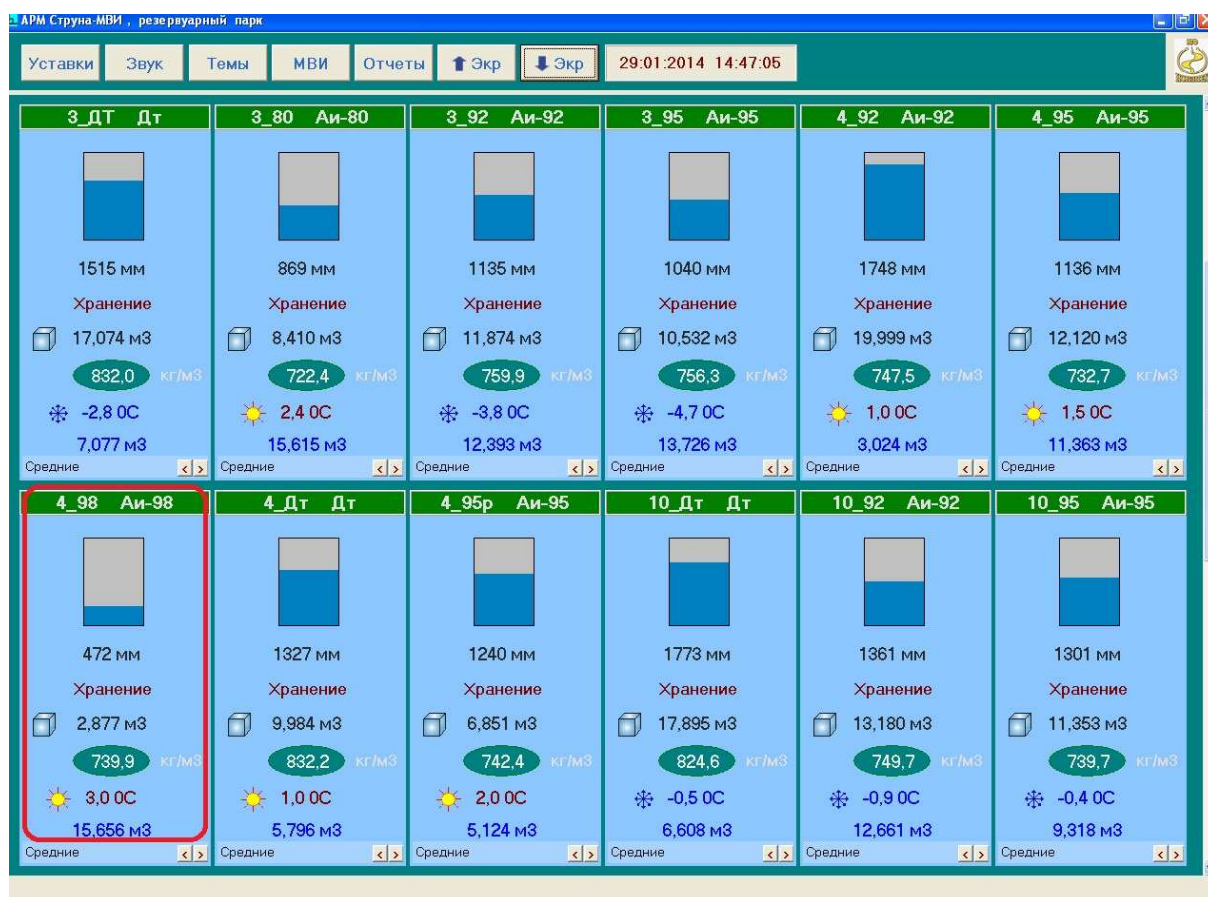 АРМ Струна-МВИ , резервуарный парк
Уставки Звук Темы МВИ Отчеты Экр Экр 29:01:2014 14:47:05
3_ДТ Дт 3_80 Аи-80 3_92 Аи-92 3_95 Аи-95 4_92 Аи-92 4_95 Аи-95
1515 мм 869 мм 1135 мм 1040 мм 1748 мм 1136 мм
Хранение Хранение Хранение Хранение Хранение Хранение
17,074 м3 8,410 м3 11,874 м3 10,532 м3 19,999 м3 12,120 м3
832,0 кг/м3 722,4 кг/м3 759,9 кг/м3 756,3 кг/м3 747,5 кг/м3 732,7 кг/м3
-2,8 0С 2,4 0С -3,8 0С -4,7 0С 1,0 0С 1,5 0С
7,077 м3 15,615 м3 12,393 м3 13,726 м3 3,024 м3 11,363 м3
Средние < > Средние < > Средние < > Средние < > Средние < > Средние < >
4_98 Аи-98 4_Дт Дт 4_95р Аи-95 10_Дт Дт 10_92 Аи-92 10_95 Аи-95
472 мм 1327 мм 1240 мм 1773 мм 1361 мм 1301 мм
Хранение Хранение Хранение Хранение Хранение Хранение
2,877 м3 9,984 м3 6,851 м3 17,895 м3 13,180 м3 11,353 м3
739,9 кг/м3 832,2 кг/м3 742,4 кг/м3 824,6 кг/м3 749,7 кг/м3 739,7 кг/м3
3,0 0С 1,0 0С 2,0 0С -0,5 0С -0,9 0С -0,4 0С
15,656 м3 5,796 м3 5,124 м3 6,608 м3 12,661 м3 9,318 м3
Средние < > Средние < > Средние < > Средние < > Средние < > Средние < >